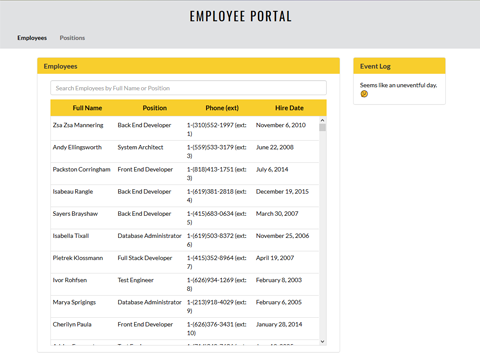 EMPLOYEE PORTAL
Employees Positions
Employees
Search Employees by Full Name or Position
Full Name Position Phone (ext) Hire Date
Zsa Zsa Mannering Back End Developer 1-(310)552-1997 (ext: 1) November 6, 2010
Andy Ellingsworth System Architect 1-(559)533-3179 (ext: 3) June 22, 2008
Packston Corringham Front End Developer 1-(818)413-1751 (ext: 3) July 6, 2014
Isabeau Rangle Back End Developer 1-(619)381-2818 (ext: 4) December 19, 2015
Sayers Brayshaw Back End Developer 1-(415)683-0634 (ext: 5) March 30, 2007
Isabella Tixall Database Administrator 1-(619)503-8372 (ext: 6) November 25, 2006
Pietrek Klossmann Full Stack Developer 1-(415)352-8964 (ext: 7) April 19, 2007
Ivor Rohfsen Test Engineer 1-(626)934-1269 (ext: 8) February 8, 2003
Marya Sprigings Database Administrator 1-(213)918-4029 (ext: 9) February 6, 2005
Cherilyn Paula Front End Developer 1-(626)376-3431 (ext: 10) January 28, 2014
Event Log
Seems like an uneventful day.